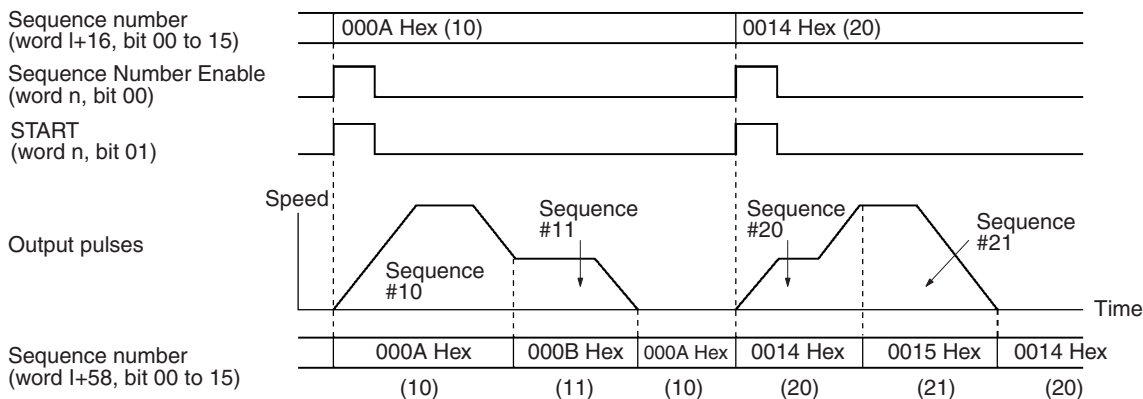 Sequence number
(word I+16, bit 00 to 15)
000A Hex (10)
0014 Hex (20)
Sequence Number Enable
(word n, bit 00)
START
(word n, bit 01)
Speed
Output pulses
Sequence
#10
Sequence
#11
Sequence
#20
Sequence
#21
Time
Sequence number
(word I+58, bit 00 to 15)
000A Hex
000B Hex
000A Hex
0014 Hex
0015 Hex
0014 Hex
(10)
(11)
(10)
(20)
(21)
(20)